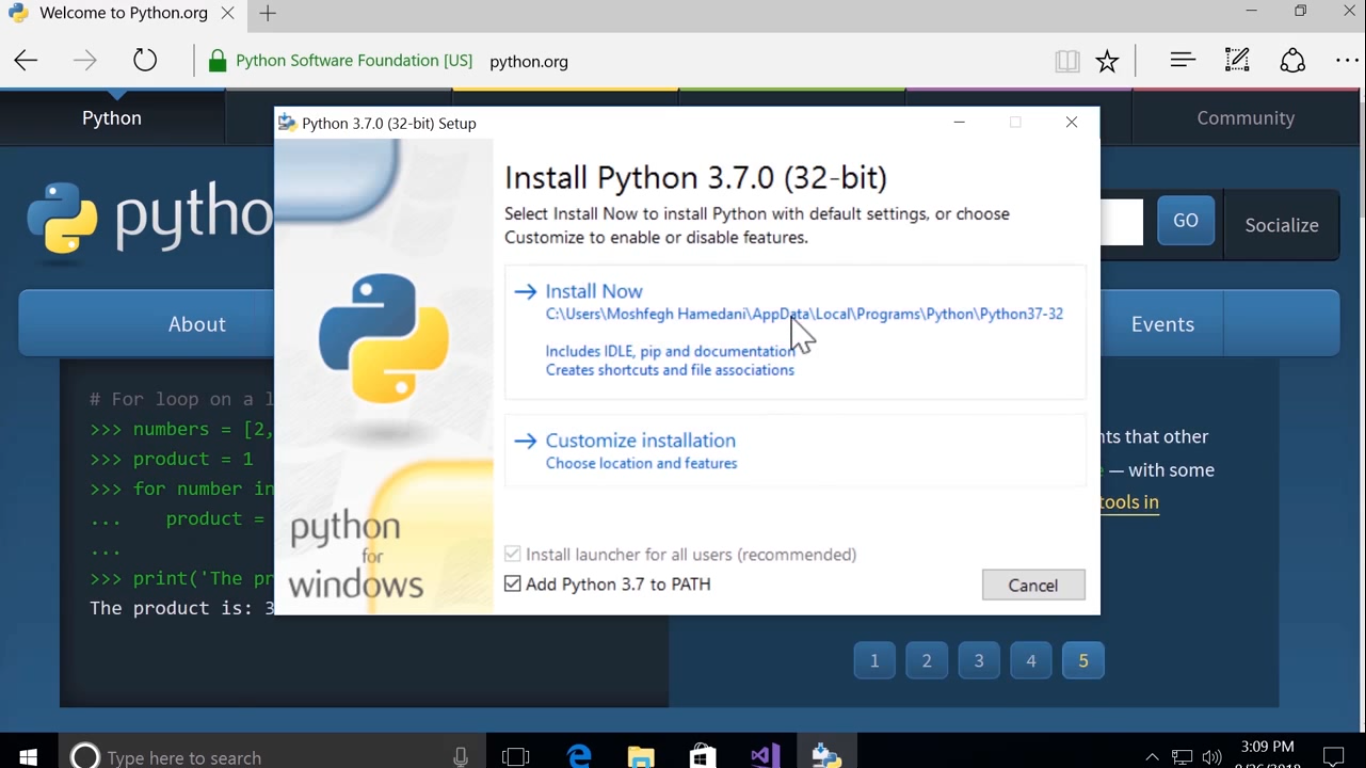 Welcome to Python.org
Python Software Foundation [US] python.org
Python
Community
Python 3.7.0 (32-bit) Setup
Install Python 3.7.0 (32-bit)
Select Install Now to install Python with default settings, or choose
Customize to enable or disable features.
Install Now
C:\Users\Moshfegh Hamedani\AppData\Local\Programs\Python\Python37-32
Includes IDLE, pip and documentation
Creates shortcuts and file associations
Customize installation
Choose location and features
python
for
windows
Install launcher for all users (recommended)
Add Python 3.7 to PATH
Cancel
pytho
GO
Socialize
About
Events
# For loop on a l
>>> numbers = [2,
>>> product = 1
>>> for number in
... product =
...
>>> print('The pr
The product is: 3
nts that other
— with some
tools in
1 2 3 4 5
Type here to search
3:09 PM